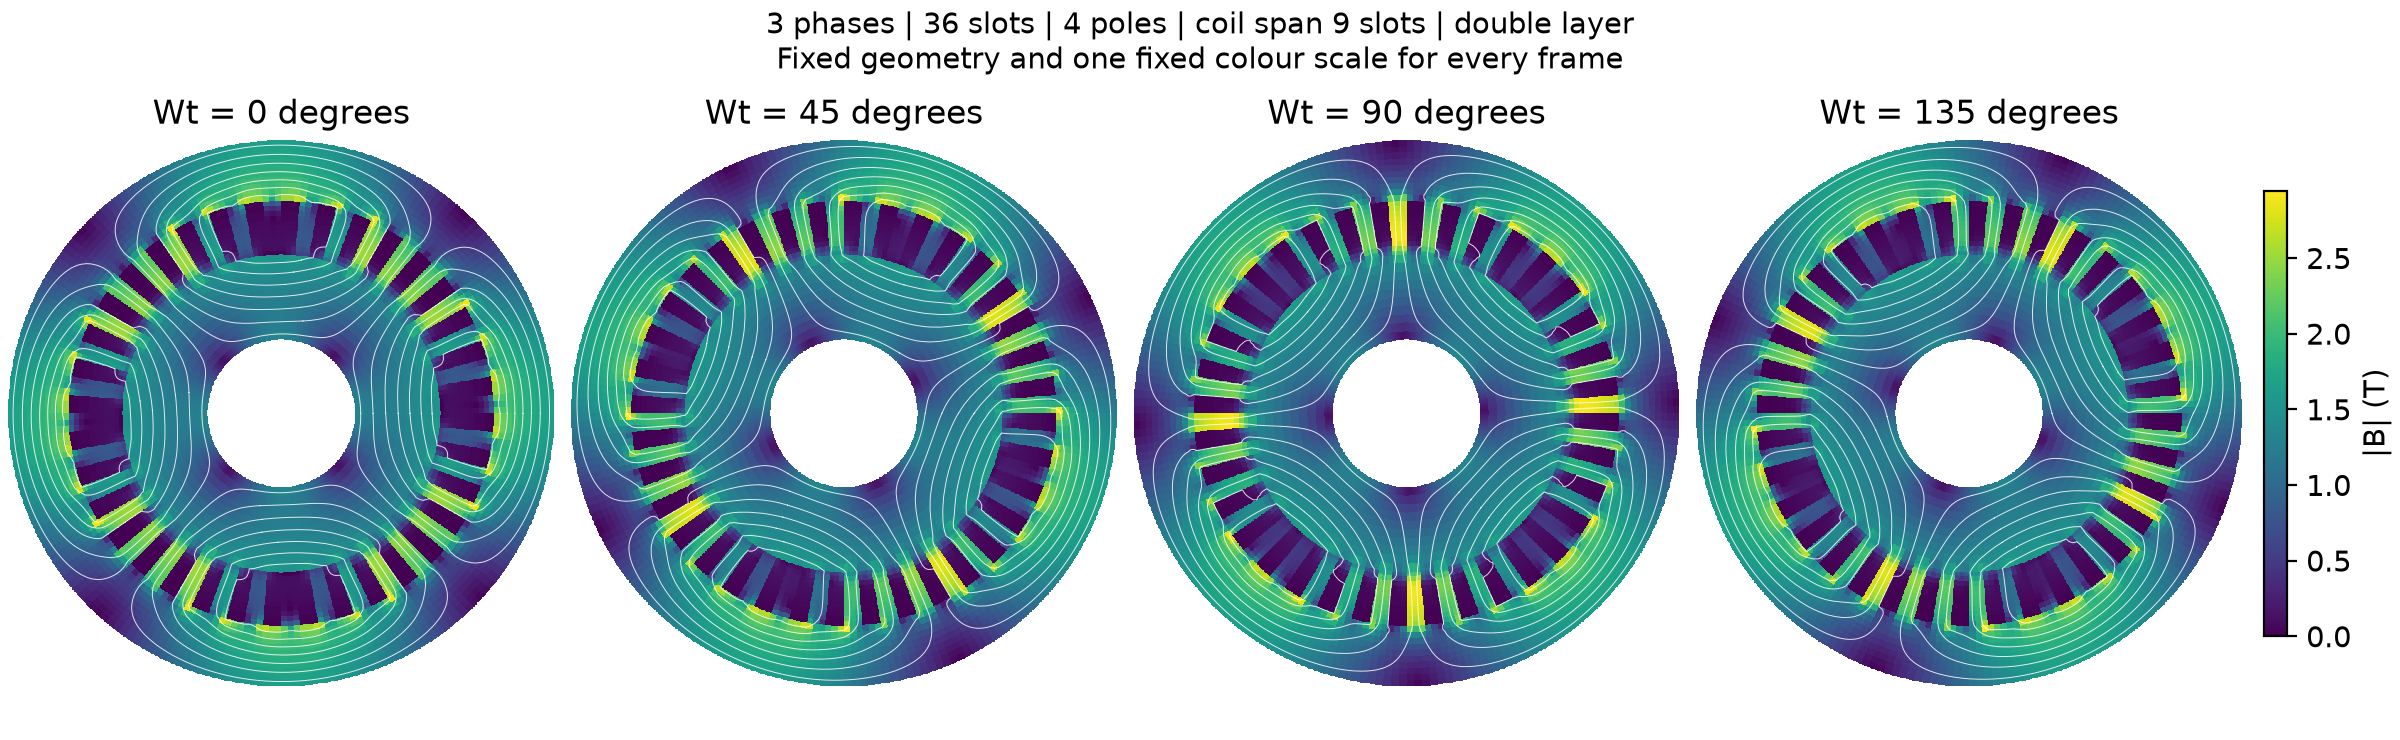 3 phases | 36 slots | 4 poles | coil span 9 slots | double layer
Fixed geometry and one fixed colour scale for every frame
Wt = 0 degrees
Wt = 45 degrees
Wt = 90 degrees
Wt = 135 degrees
2.5
2.0
1.5
1.0
0.5
0.0
|B| (T)